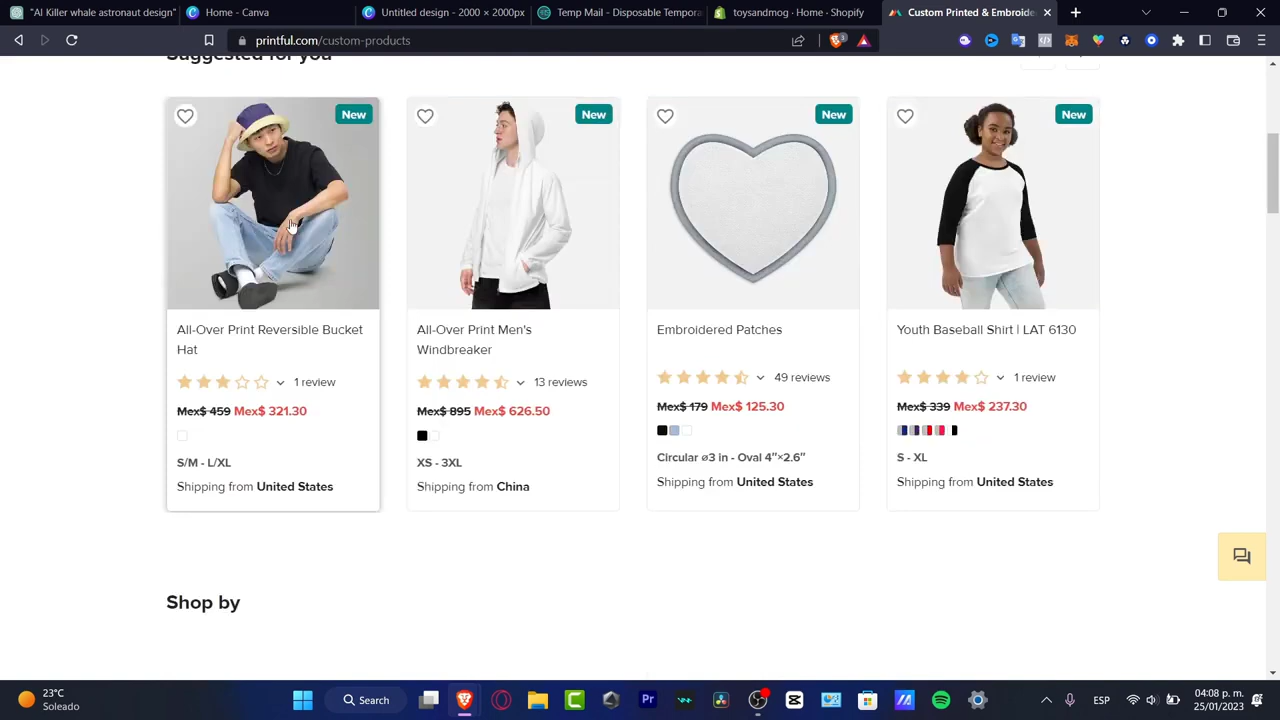 "AI Killer whale astronaut design"
Home - Canva
Untitled design - 2000 × 2000px
Temp Mail - Disposable Tempora
toysandmog · Home · Shopify
Custom Printed & Embroide
printful.com/custom-products
3
Suggested for you
New
New
New
New
All-Over Print Reversible Bucket
Hat
1 review
Mex$ 459 Mex$ 321.30
S/M - L/XL
Shipping from United States
All-Over Print Men's
Windbreaker
13 reviews
Mex$ 895 Mex$ 626.50
XS - 3XL
Shipping from China
Embroidered Patches
49 reviews
Mex$ 179 Mex$ 125.30
Circular ⌀3 in - Oval 4″×2.6″
Shipping from United States
Youth Baseball Shirt | LAT 6130
1 review
Mex$ 339 Mex$ 237.30
S - XL
Shipping from United States
Shop by
23°C
Soleado
Search
Pr
ESP
04:08 p. m.
25/01/2023